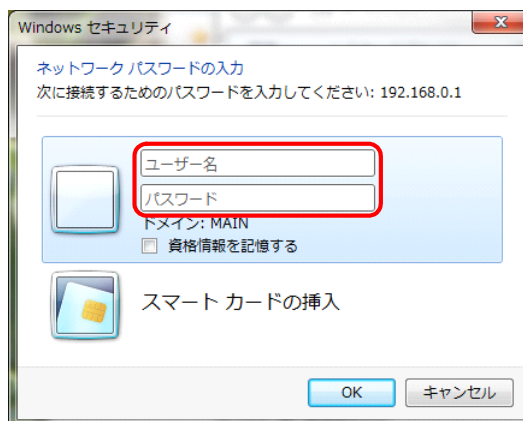 Windows セキュリティ
ネットワーク パスワードの入力
次に接続するためのパスワードを入力してください: 192.168.0.1
ユーザー名
パスワード
ドメイン: MAIN
資格情報を記憶する
スマート カードの挿入
OK
キャンセル